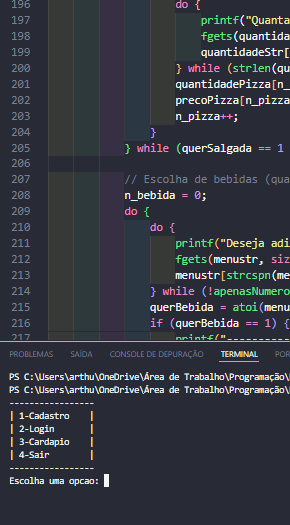 196 do {
197 printf("Quanta
198 fgets(quantida
199 quantidadeStr[
200 } while (strlen(qu
201 quantidadePizza[n_
202 precoPizza[n_pizza
203 n_pizza++;
204 }
205 } while (querSalgada == 1
206
207 // Escolha de bebidas (qua
208 n_bebida = 0;
209 do {
210 do {
211 printf("Deseja adi
212 fgets(menustr, siz
213 menustr[strcspn(me
214 } while (!apenasNumero
215 querBebida = atoi(menu
216 if (querBebida == 1) {
217 printf("-----------
PROBLEMAS SAÍDA CONSOLE DE DEPURAÇÃO TERMINAL POR
PS C:\Users\arthu\OneDrive\Área de Trabalho\Programação\
PS C:\Users\arthu\OneDrive\Área de Trabalho\Programação\
-----------------
| 1-Cadastro |
| 2-Login |
| 3-Cardapio |
| 4-Sair |
-----------------
Escolha uma opcao: